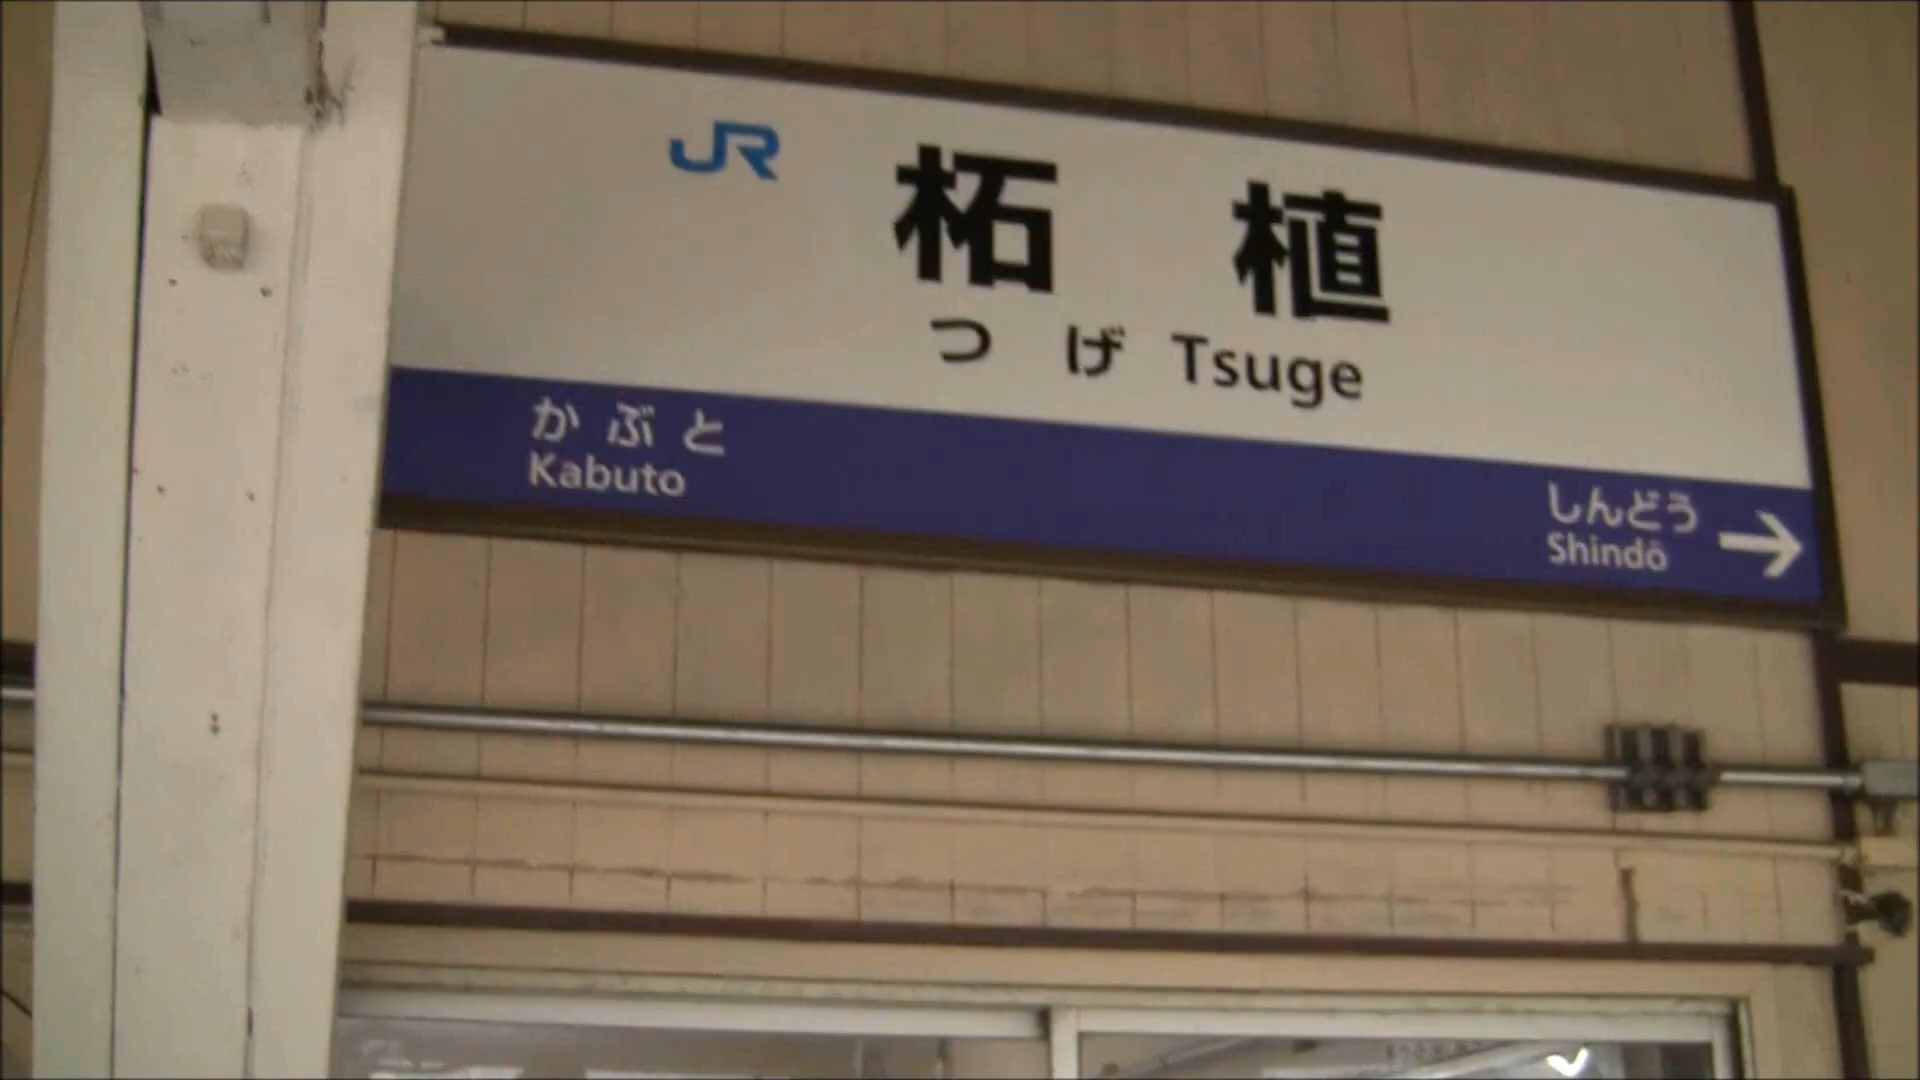 JR 柘植
つげ Tsuge
かぶと
Kabuto
しんどう
Shindō →